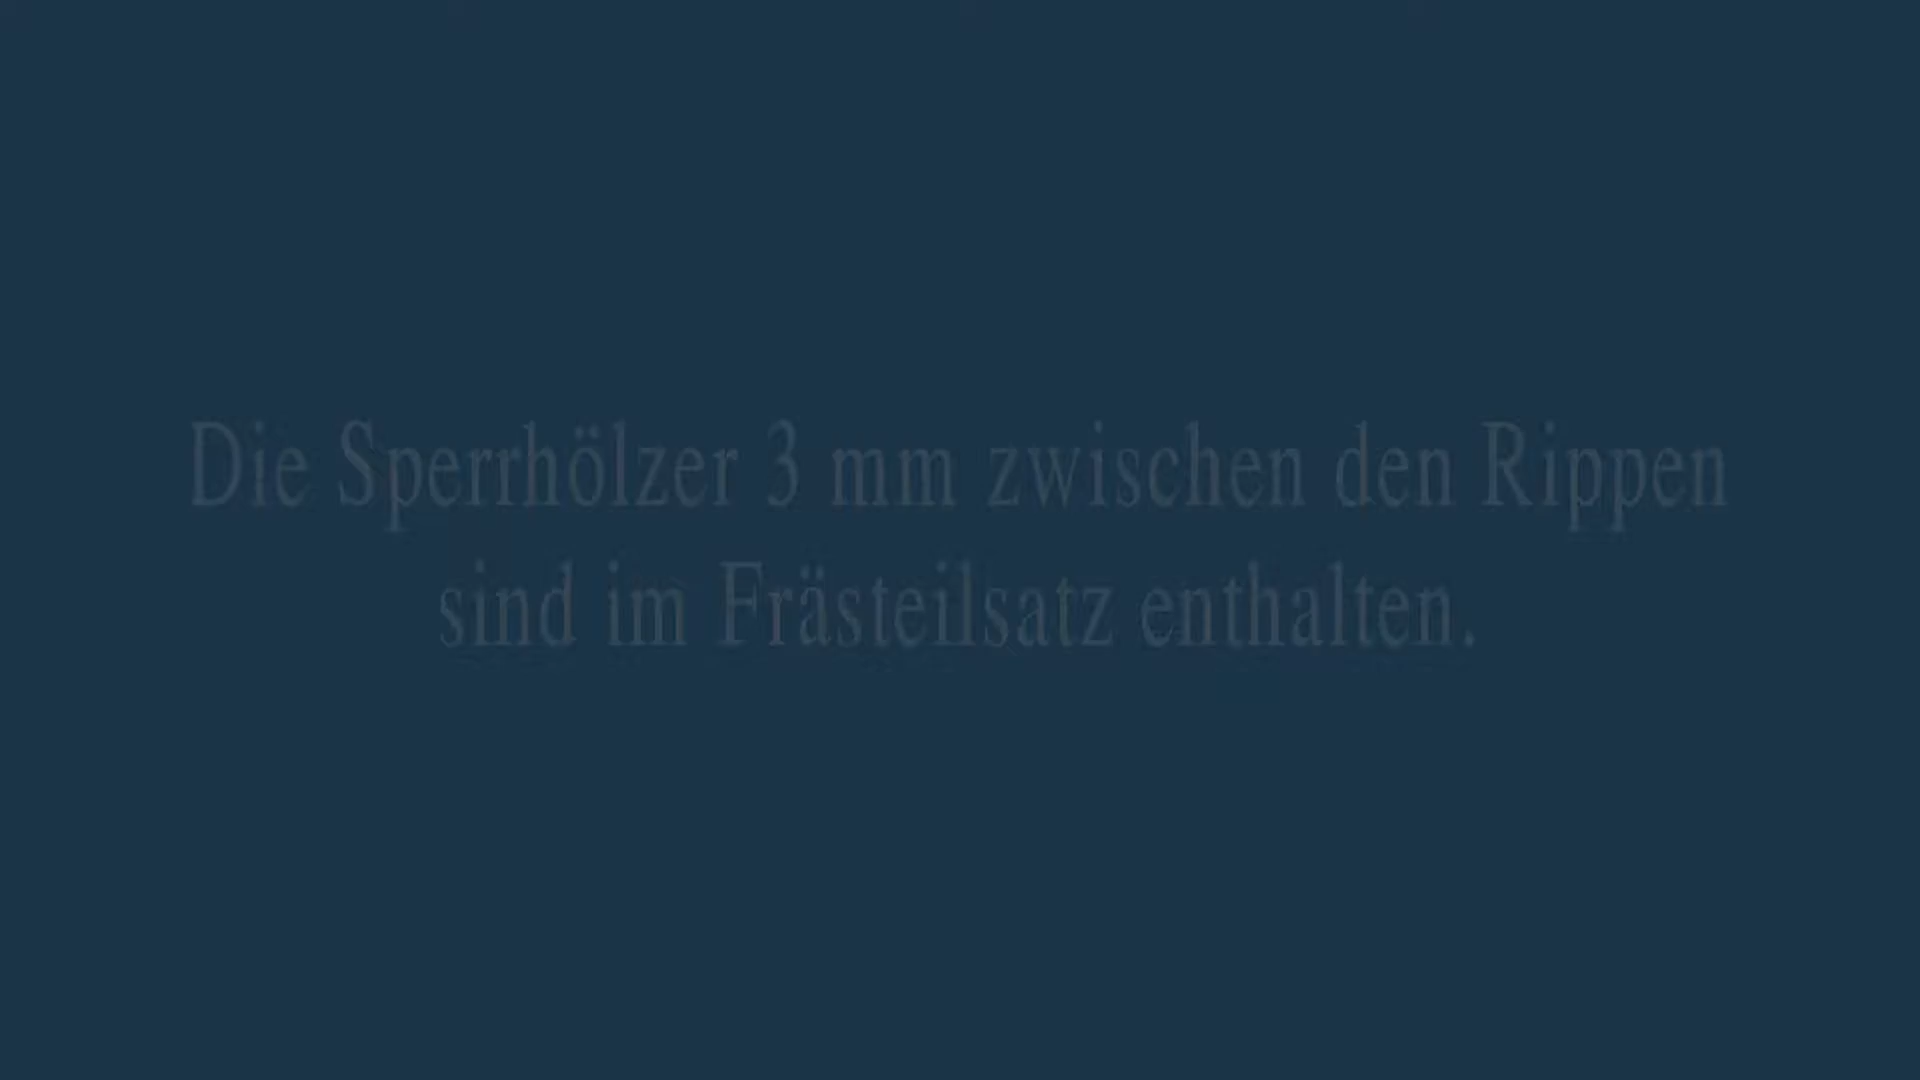 Die Sperrhölzer 3 mm zwischen den Rippen
sind im Frästeilsatz enthalten.